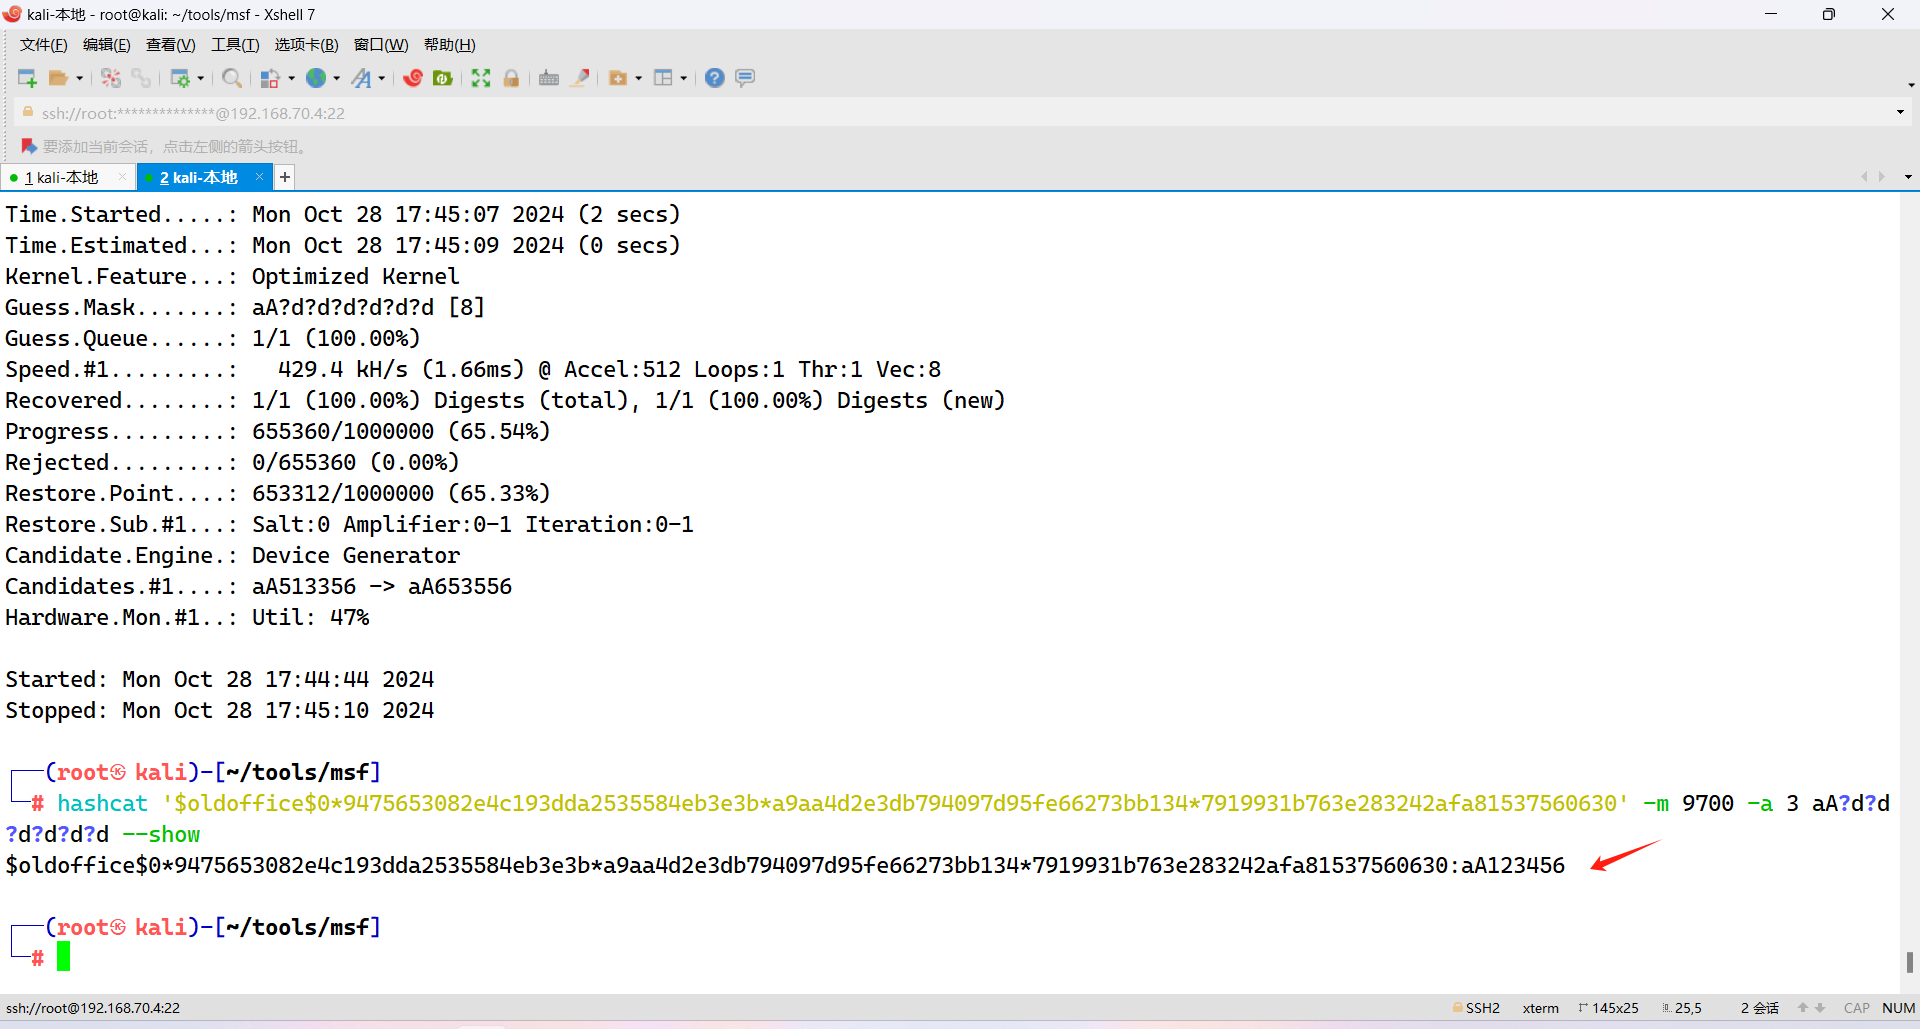 kali-本地 - root@kali: ~/tools/msf - Xshell 7
文件(F) 编辑(E) 查看(V) 工具(T) 选项卡(B) 窗口(W) 帮助(H)
ssh://root:**************@192.168.70.4:22
要添加当前会话，点击左侧的箭头按钮。
1 kali-本地 × 2 kali-本地 × +
Time.Started.....: Mon Oct 28 17:45:07 2024 (2 secs)
Time.Estimated...: Mon Oct 28 17:45:09 2024 (0 secs)
Kernel.Feature...: Optimized Kernel
Guess.Mask.......: aA?d?d?d?d?d?d [8]
Guess.Queue......: 1/1 (100.00%)
Speed.#1.........:   429.4 kH/s (1.66ms) @ Accel:512 Loops:1 Thr:1 Vec:8
Recovered........: 1/1 (100.00%) Digests (total), 1/1 (100.00%) Digests (new)
Progress.........: 655360/1000000 (65.54%)
Rejected.........: 0/655360 (0.00%)
Restore.Point....: 653312/1000000 (65.33%)
Restore.Sub.#1...: Salt:0 Amplifier:0-1 Iteration:0-1
Candidate.Engine.: Device Generator
Candidates.#1....: aA513356 -> aA653556
Hardware.Mon.#1..: Util: 47%
Started: Mon Oct 28 17:44:44 2024
Stopped: Mon Oct 28 17:45:10 2024
┌──(root㉿kali)-[~/tools/msf]
└─# hashcat '$oldoffice$0*9475653082e4c193dda2535584eb3e3b*a9aa4d2e3db794097d95fe66273bb134*7919931b763e283242afa81537560630' -m 9700 -a 3 aA?d?d
?d?d?d?d --show
$oldoffice$0*9475653082e4c193dda2535584eb3e3b*a9aa4d2e3db794097d95fe66273bb134*7919931b763e283242afa81537560630:aA123456
┌──(root㉿kali)-[~/tools/msf]
└─#
ssh://root@192.168.70.4:22 SSH2 xterm 145x25 25,5 2 会话 CAP NUM